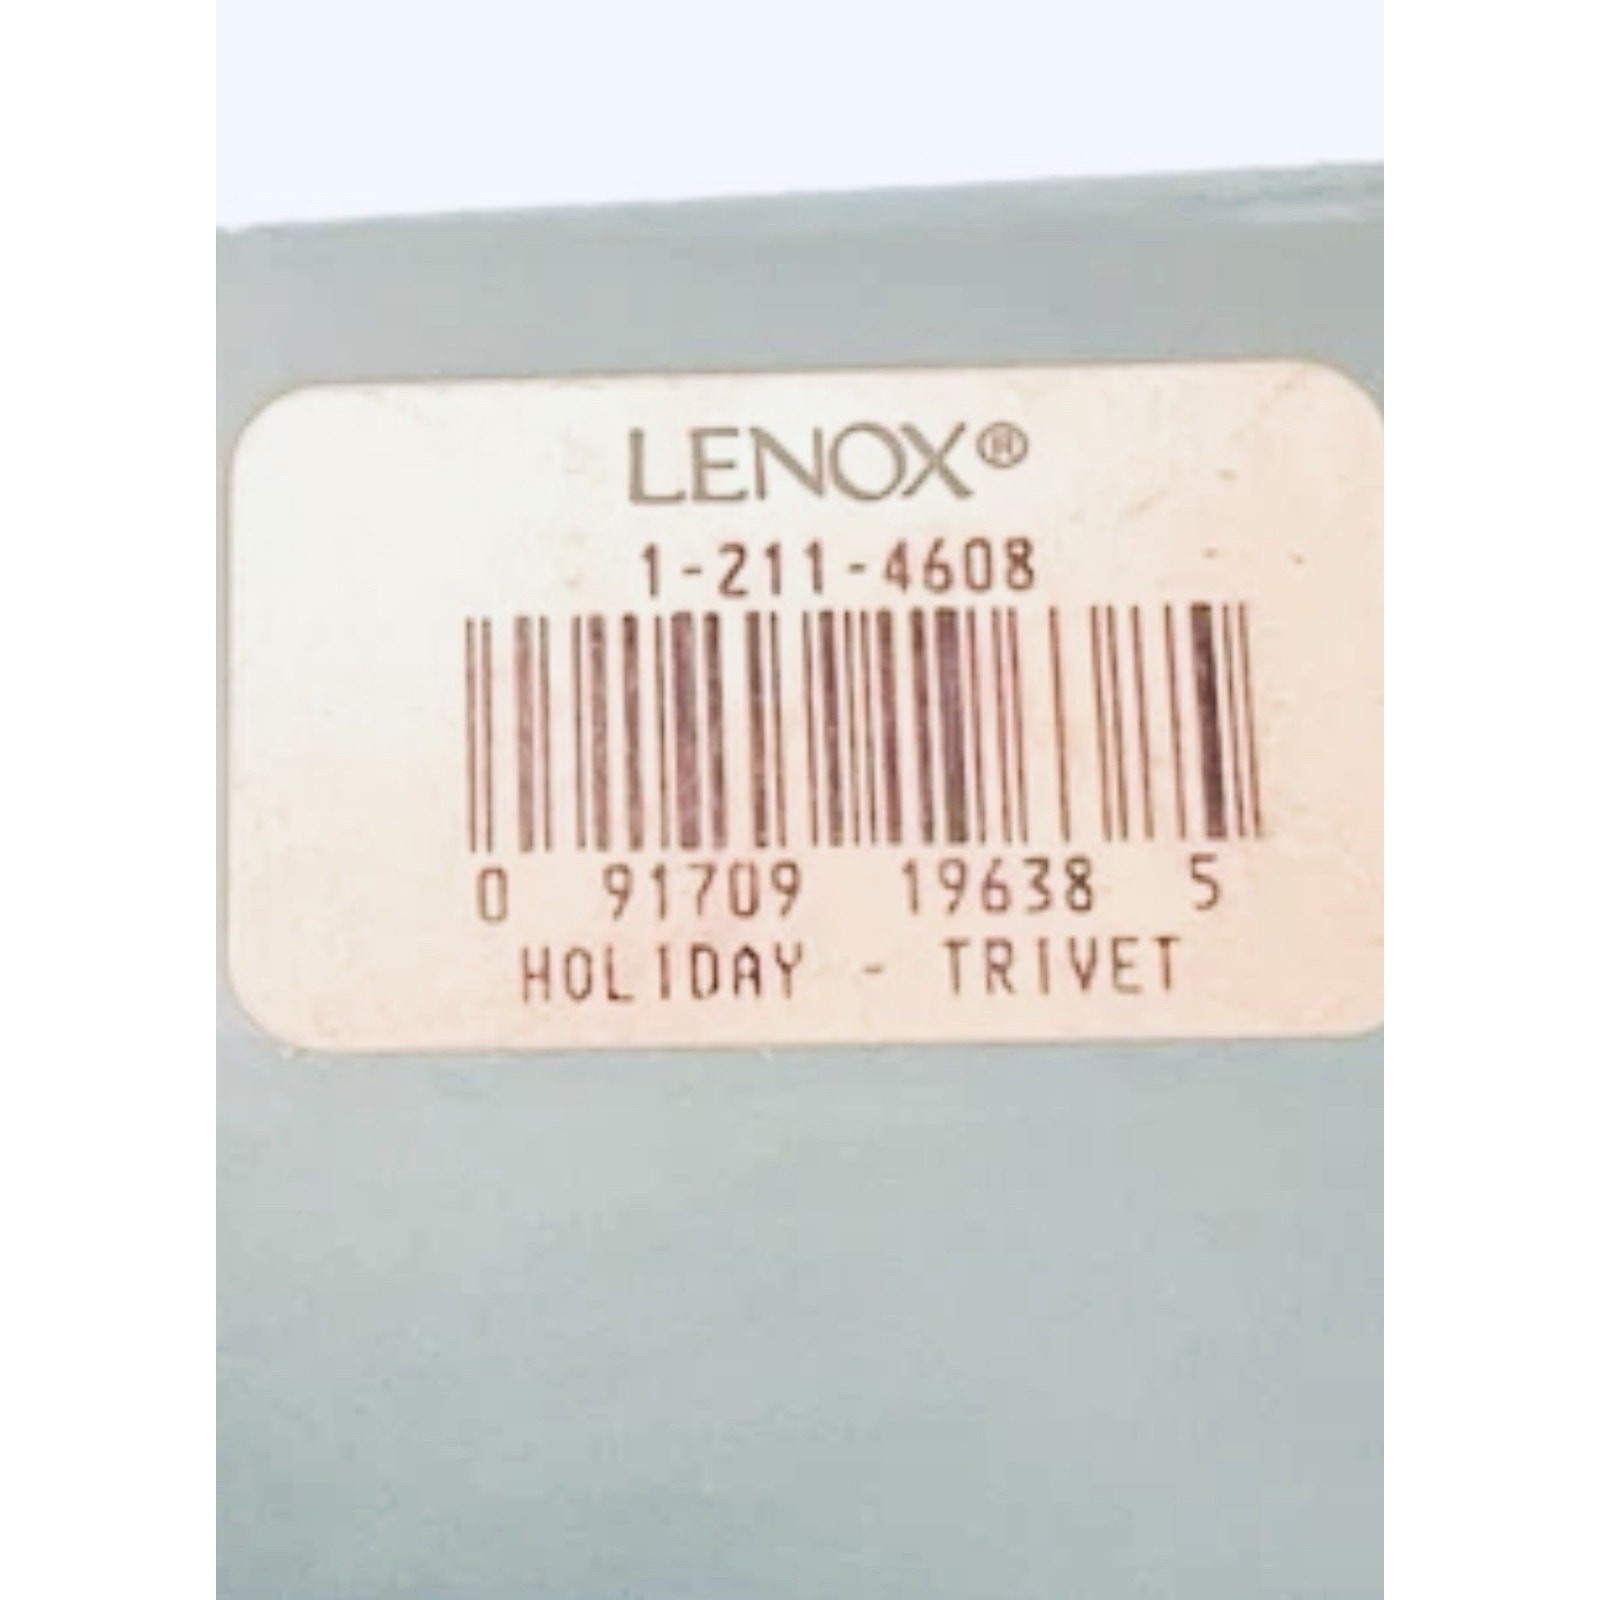 LENOX®
1-211-4608
0 91709 19638 5
HOLIDAY - TRIVET